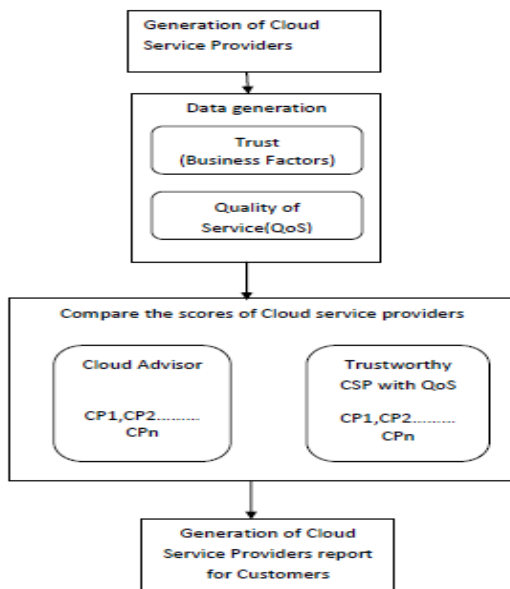 Generation of Cloud
Service Providers
Data generation
Trust
(Business Factors)
Quality of
Service(QoS)
Compare the scores of Cloud service providers
Cloud Advisor
CP1,CP2..........
CPn
Trustworthy
CSP with QoS
CP1,CP2..........
CPn
Generation of Cloud
Service Providers report
for Customers